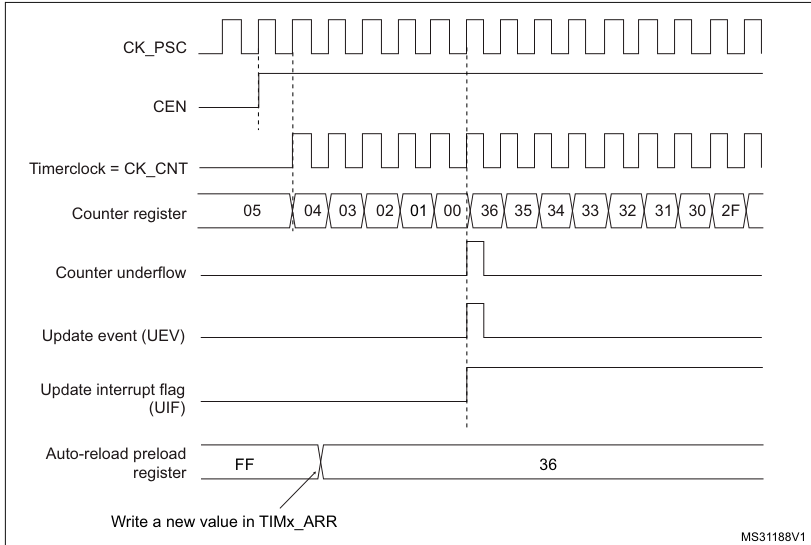 CK_PSC
CEN
Timerclock = CK_CNT
Counter register 05 04 03 02 01 00 36 35 34 33 32 31 30 2F
Counter underflow
Update event (UEV)
Update interrupt flag
(UIF)
Auto-reload preload
register
FF 36
Write a new value in TIMx_ARR
MS31188V1